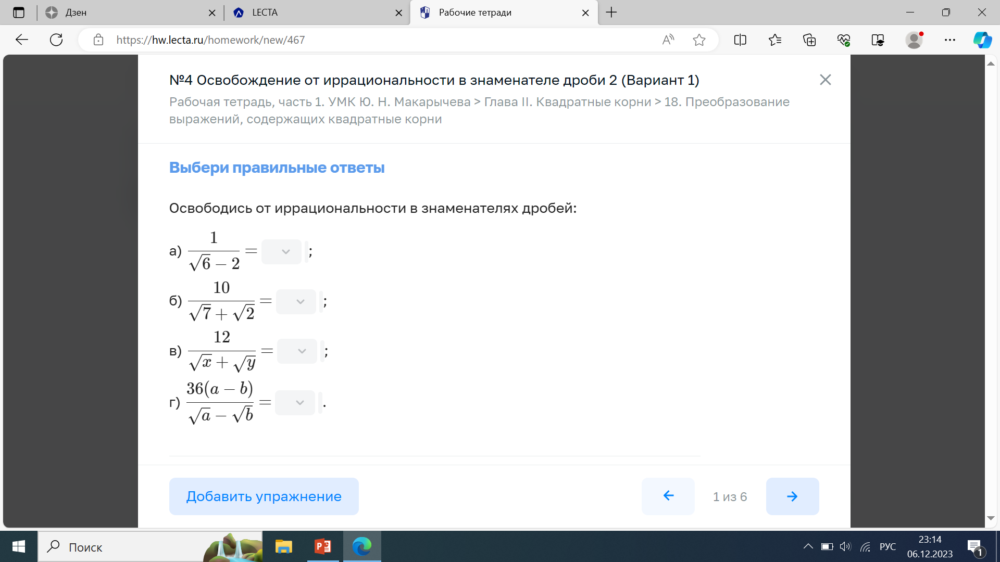 Дзен
LECTA
Рабочие тетради
https://hw.lecta.ru/homework/new/467
№4 Освобождение от иррациональности в знаменателе дроби 2 (Вариант 1)
Рабочая тетрадь, часть 1. УМК Ю. Н. Макарычева > Глава II. Квадратные корни > 18. Преобразование
выражений, содержащих квадратные корни
Выбери правильные ответы
Освободись от иррациональности в знаменателях дробей:
а) 1/(√6 − 2) = ;
б) 10/(√7 + √2) = ;
в) 12/(√x + √y) = ;
г) 36(a − b)/(√a − √b) = .
Добавить упражнение
1 из 6
Поиск
РУС
23:14
06.12.2023
1